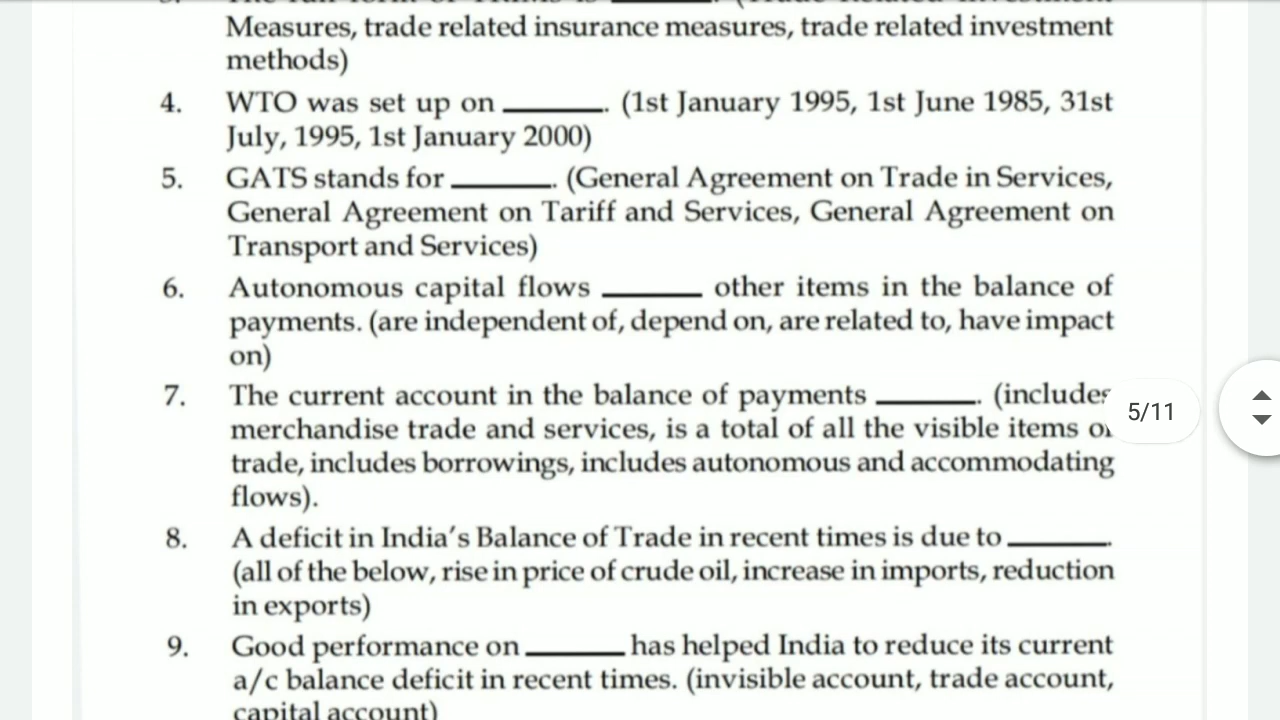 Measures, trade related insurance measures, trade related investment
methods)
4. WTO was set up on ______. (1st January 1995, 1st June 1985, 31st
July, 1995, 1st January 2000)
5. GATS stands for ______. (General Agreement on Trade in Services,
General Agreement on Tariff and Services, General Agreement on
Transport and Services)
6. Autonomous capital flows ______ other items in the balance of
payments. (are independent of, depend on, are related to, have impact
on)
7. The current account in the balance of payments ______. (includes
merchandise trade and services, is a total of all the visible items
trade, includes borrowings, includes autonomous and accommodating
flows).
5/11
8. A deficit in India's Balance of Trade in recent times is due to ______.
(all of the below, rise in price of crude oil, increase in imports, reduction
in exports)
9. Good performance on ______ has helped India to reduce its current
a/c balance deficit in recent times. (invisible account, trade account,
capital account)